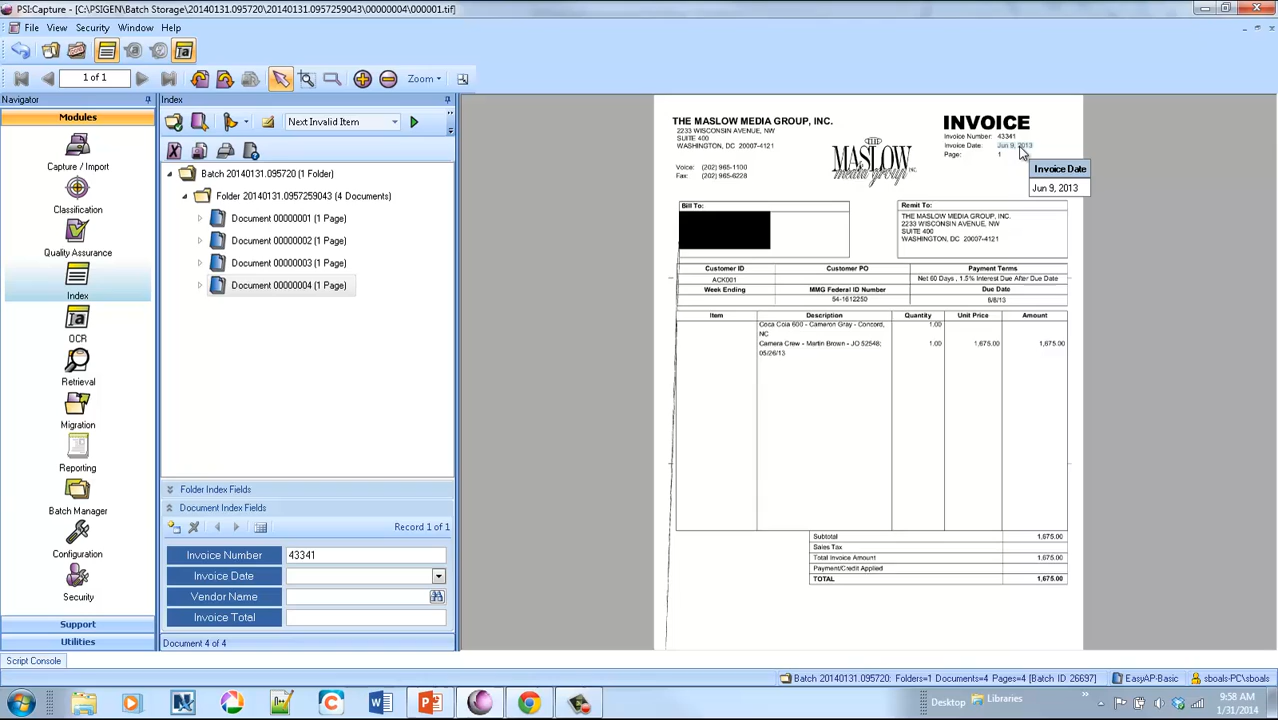 PSI:Capture - [C:\PSIGEN\Batch Storage\20140131.095720\20140131.0957259043\00000004\000001.tif]
File View Security Window Help
1 of 1
Zoom
Navigator
Modules
Capture / Import
Classification
Quality Assurance
Index
OCR
Retrieval
Migration
Reporting
Batch Manager
Configuration
Security
Support
Utilities
Script Console
Index
Next Invalid Item
Batch 20140131.095720 (1 Folder)
Folder 20140131.0957259043 (4 Documents)
Document 00000001 (1 Page)
Document 00000002 (1 Page)
Document 00000003 (1 Page)
Document 00000004 (1 Page)
Folder Index Fields
Document Index Fields
Record 1 of 1
Invoice Number 43341
Invoice Date
Vendor Name
Invoice Total
Document 4 of 4
THE MASLOW MEDIA GROUP, INC.
2233 WISCONSIN AVENUE, NW
SUITE 400
WASHINGTON, DC 20007-4121
Voice: (202) 965-1100
Fax: (202) 965-6228
THE
MASLOW
media group INC.
INVOICE
Invoice Number: 43341
Invoice Date: Jun 9, 2013
Page: 1
Invoice Date
Jun 9, 2013
Bill To:
Remit To:
THE MASLOW MEDIA GROUP, INC.
2233 WISCONSIN AVENUE, NW
SUITE 400
WASHINGTON, DC 20007-4121
Customer ID Customer PO Payment Terms
ACK001 Net 60 Days , 1.5% Interest Due After Due Date
Week Ending MMG Federal ID Number Due Date
54-1612250 8/8/13
Item Description Quantity Unit Price Amount
Coca Cola 600 - Cameron Gray - Concord, 1.00
NC
Camera Crew - Martin Brown - JO 52548; 1.00 1,675.00 1,675.00
05/26/13
Subtotal 1,675.00
Sales Tax
Total Invoice Amount 1,675.00
Payment/Credit Applied
TOTAL 1,675.00
Batch 20140131.095720: Folders=1 Documents=4 Pages=4 [Batch ID 26697] EasyAP-Basic sboals-PC\sboals
Desktop Libraries
9:58 AM
1/31/2014